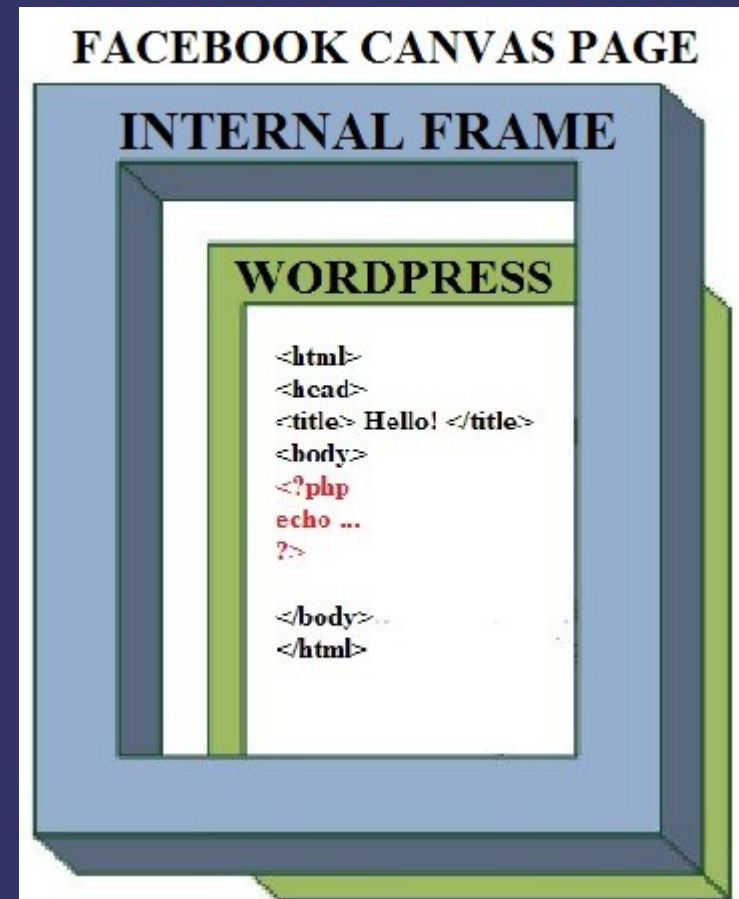 FACEBOOK CANVAS PAGE
INTERNAL FRAME
WORDPRESS
<html>
<head>
<title> Hello! </title>
<body>
<?php
echo ...
?>
</body>
</html>